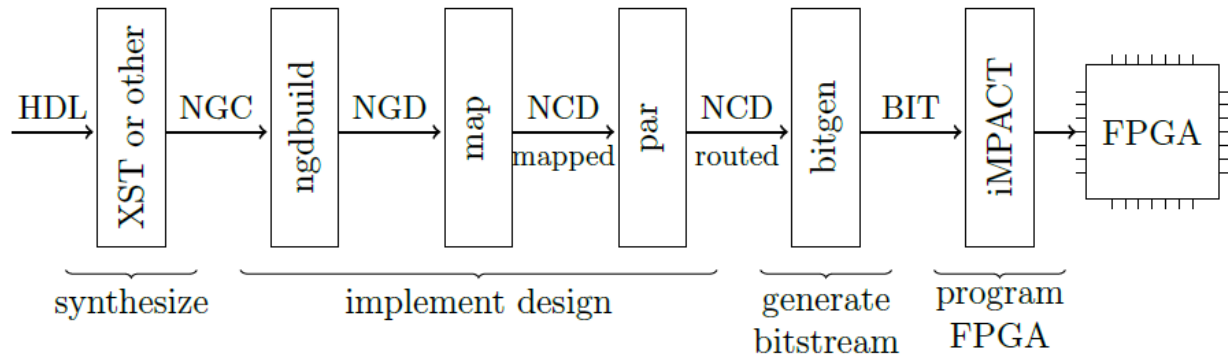 HDL
XST or other
NGC
ngdbuild
NGD
map
NCD
mapped
par
NCD
routed
bitgen
BIT
iMPACT
FPGA
synthesize
implement design
generate
bitstream
program
FPGA